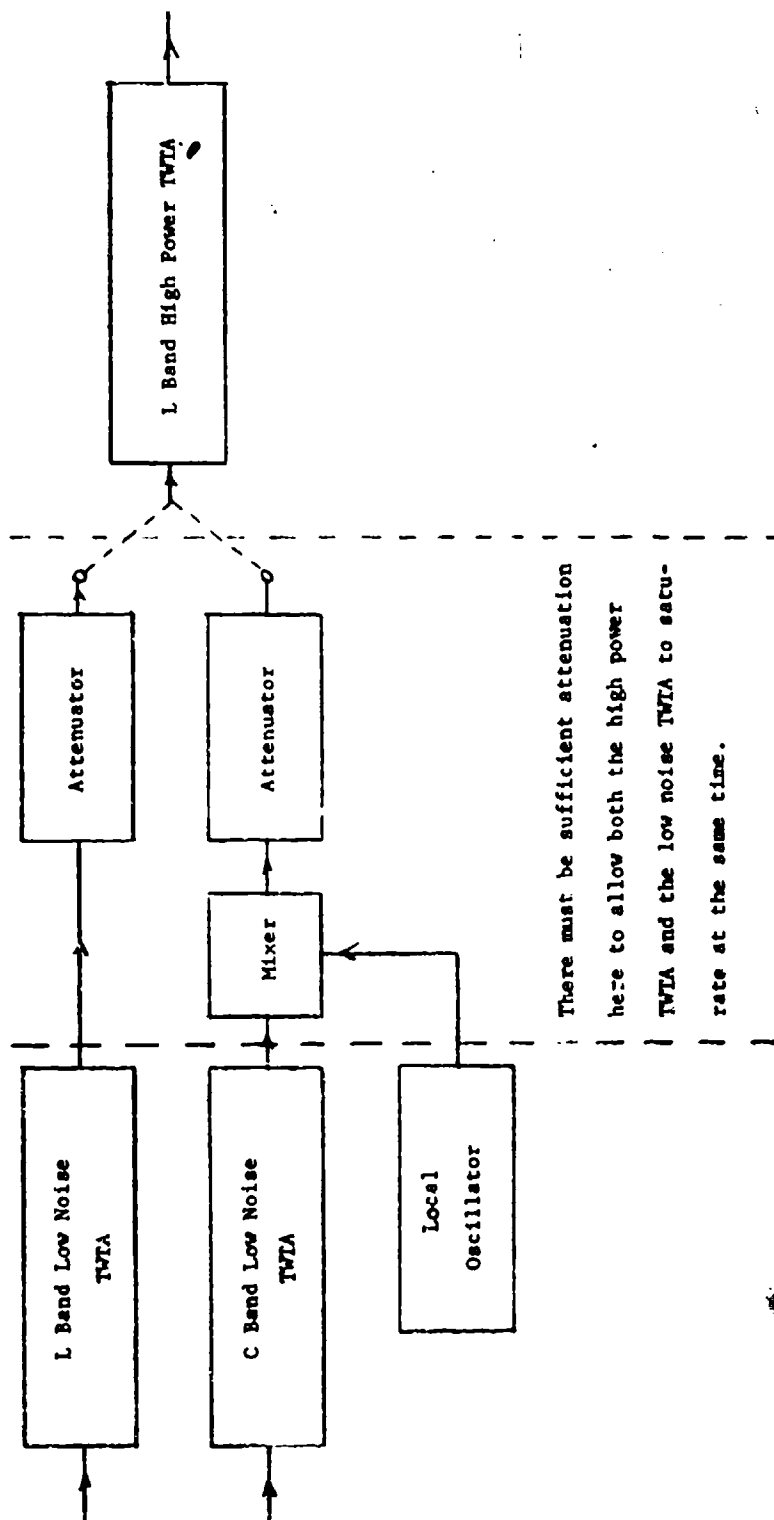 L Band Low Noise
TWTA
Attenuator
L Band High Power TWTA
C Band Low Noise
TWTA
Mixer
Attenuator
Local
Oscillator
There must be sufficient attenuation
here to allow both the high power
TWTA and the low noise TWTA to satu-
rate at the same time.